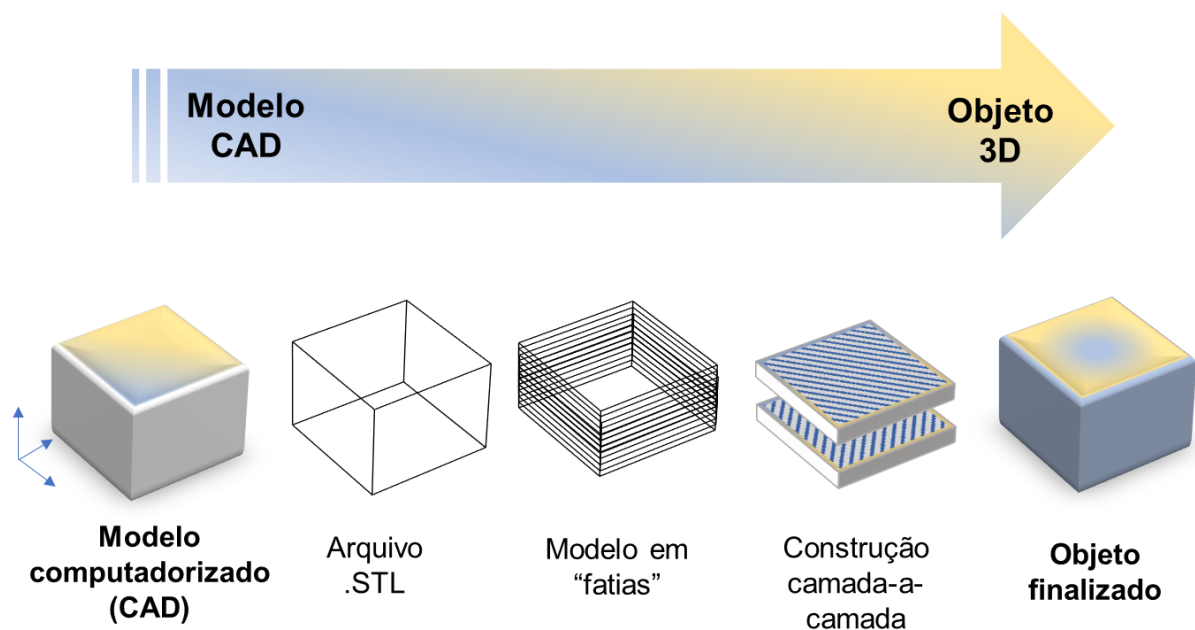 Modelo
CAD
Objeto
3D
Modelo
computadorizado
(CAD)
Arquivo
.STL
Modelo em
“fatias”
Construção
camada-a-
camada
Objeto
finalizado